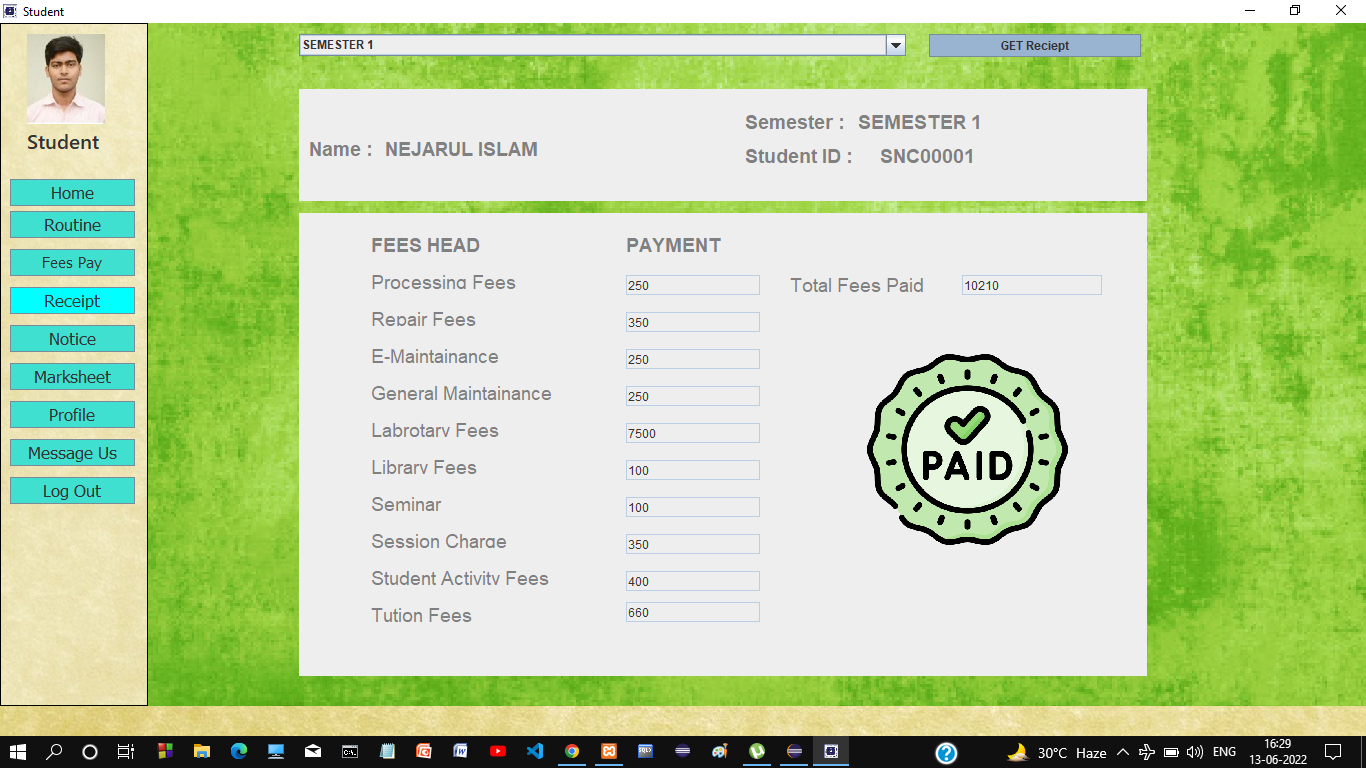 Student
SEMESTER 1
GET Reciept
Student
Home
Routine
Fees Pay
Receipt
Notice
Marksheet
Profile
Message Us
Log Out
Name : NEJARUL ISLAM
Semester : SEMESTER 1
Student ID : SNC00001
FEES HEAD PAYMENT
Processing Fees 250 Total Fees Paid 10210
Repair Fees 350
E-Maintainance 250
General Maintainance 250
Labrotary Fees 7500
Library Fees 100
Seminar 100
Session Charge 350
Student Activity Fees 400
Tution Fees 660
PAID
30°C Haze ENG 16:29
13-06-2022